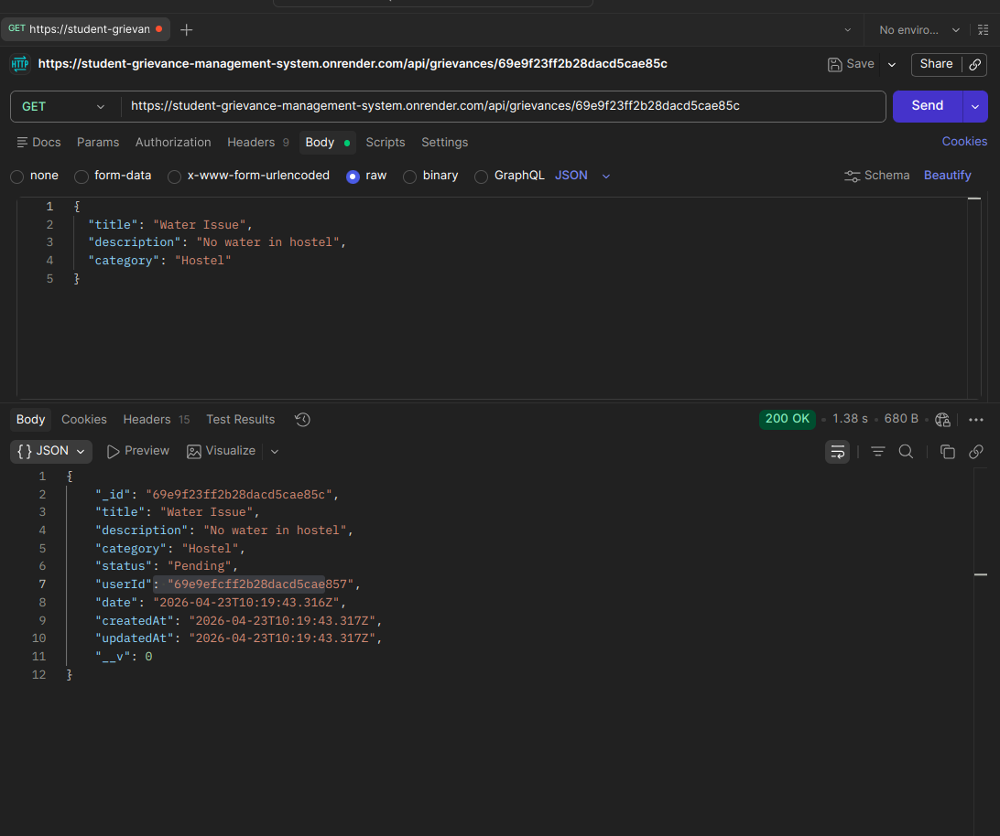 GET https://student-grievan
No enviro...
HTTP https://student-grievance-management-system.onrender.com/api/grievances/69e9f23ff2b28dacd5cae85c
Save Share
GET https://student-grievance-management-system.onrender.com/api/grievances/69e9f23ff2b28dacd5cae85c Send
Docs Params Authorization Headers 9 Body Scripts Settings Cookies
none form-data x-www-form-urlencoded raw binary GraphQL JSON Schema Beautify
1 {
2 "title": "Water Issue",
3 "description": "No water in hostel",
4 "category": "Hostel"
5 }
Body Cookies Headers 15 Test Results 200 OK 1.38 s 680 B
{} JSON Preview Visualize
1 {
2 "_id": "69e9f23ff2b28dacd5cae85c",
3 "title": "Water Issue",
4 "description": "No water in hostel",
5 "category": "Hostel",
6 "status": "Pending",
7 "userId": "69e9efcff2b28dacd5cae857",
8 "date": "2026-04-23T10:19:43.316Z",
9 "createdAt": "2026-04-23T10:19:43.317Z",
10 "updatedAt": "2026-04-23T10:19:43.317Z",
11 "__v": 0
12 }